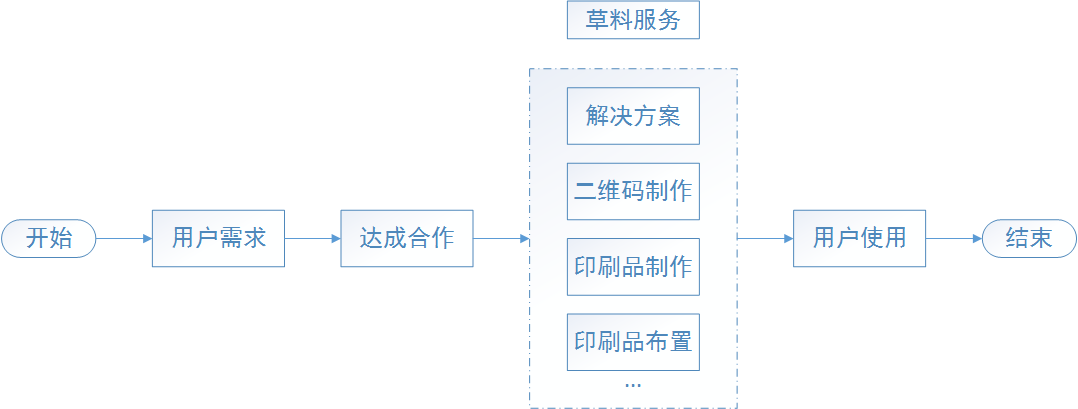 草料服务
解决方案
二维码制作
开始
用户需求
达成合作
用户使用
结束
印刷品制作
印刷品布置
...